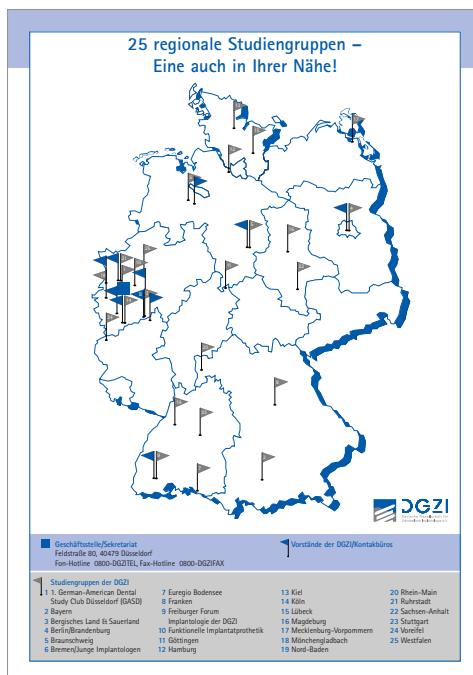 25 regionale Studiengruppen –
Eine auch in Ihrer Nähe!
DGZI
Geschäftsstelle/Sekretariat
Feldstraße 80, 40479 Düsseldorf
Fon-Hotline 0800-DGZITEL, Fax-Hotline 0800-DGZIFAX
Vorstände der DGZI/Kontakbüros
Studiengruppen der DGZI
1 1. German-American Dental
Study Club Düsseldorf (GASD)
2 Bayern
3 Bergisches Land & Sauerland
4 Berlin/Brandenburg
5 Braunschweig
6 Bremen/Junge Implantologen
7 Euregio Bodensee
8 Franken
9 Freiburger Forum
Implantologie der DGZI
10 Funktionelle Implantatprothetik
11 Göttingen
12 Hamburg
13 Kiel
14 Köln
15 Lübeck
16 Magdeburg
17 Mecklenburg-Vorpommern
18 Mönchengladbach
19 Nord-Baden
20 Rhein-Main
21 Ruhrstadt
22 Sachsen-Anhalt
23 Stuttgart
24 Voreifel
25 Westfalen